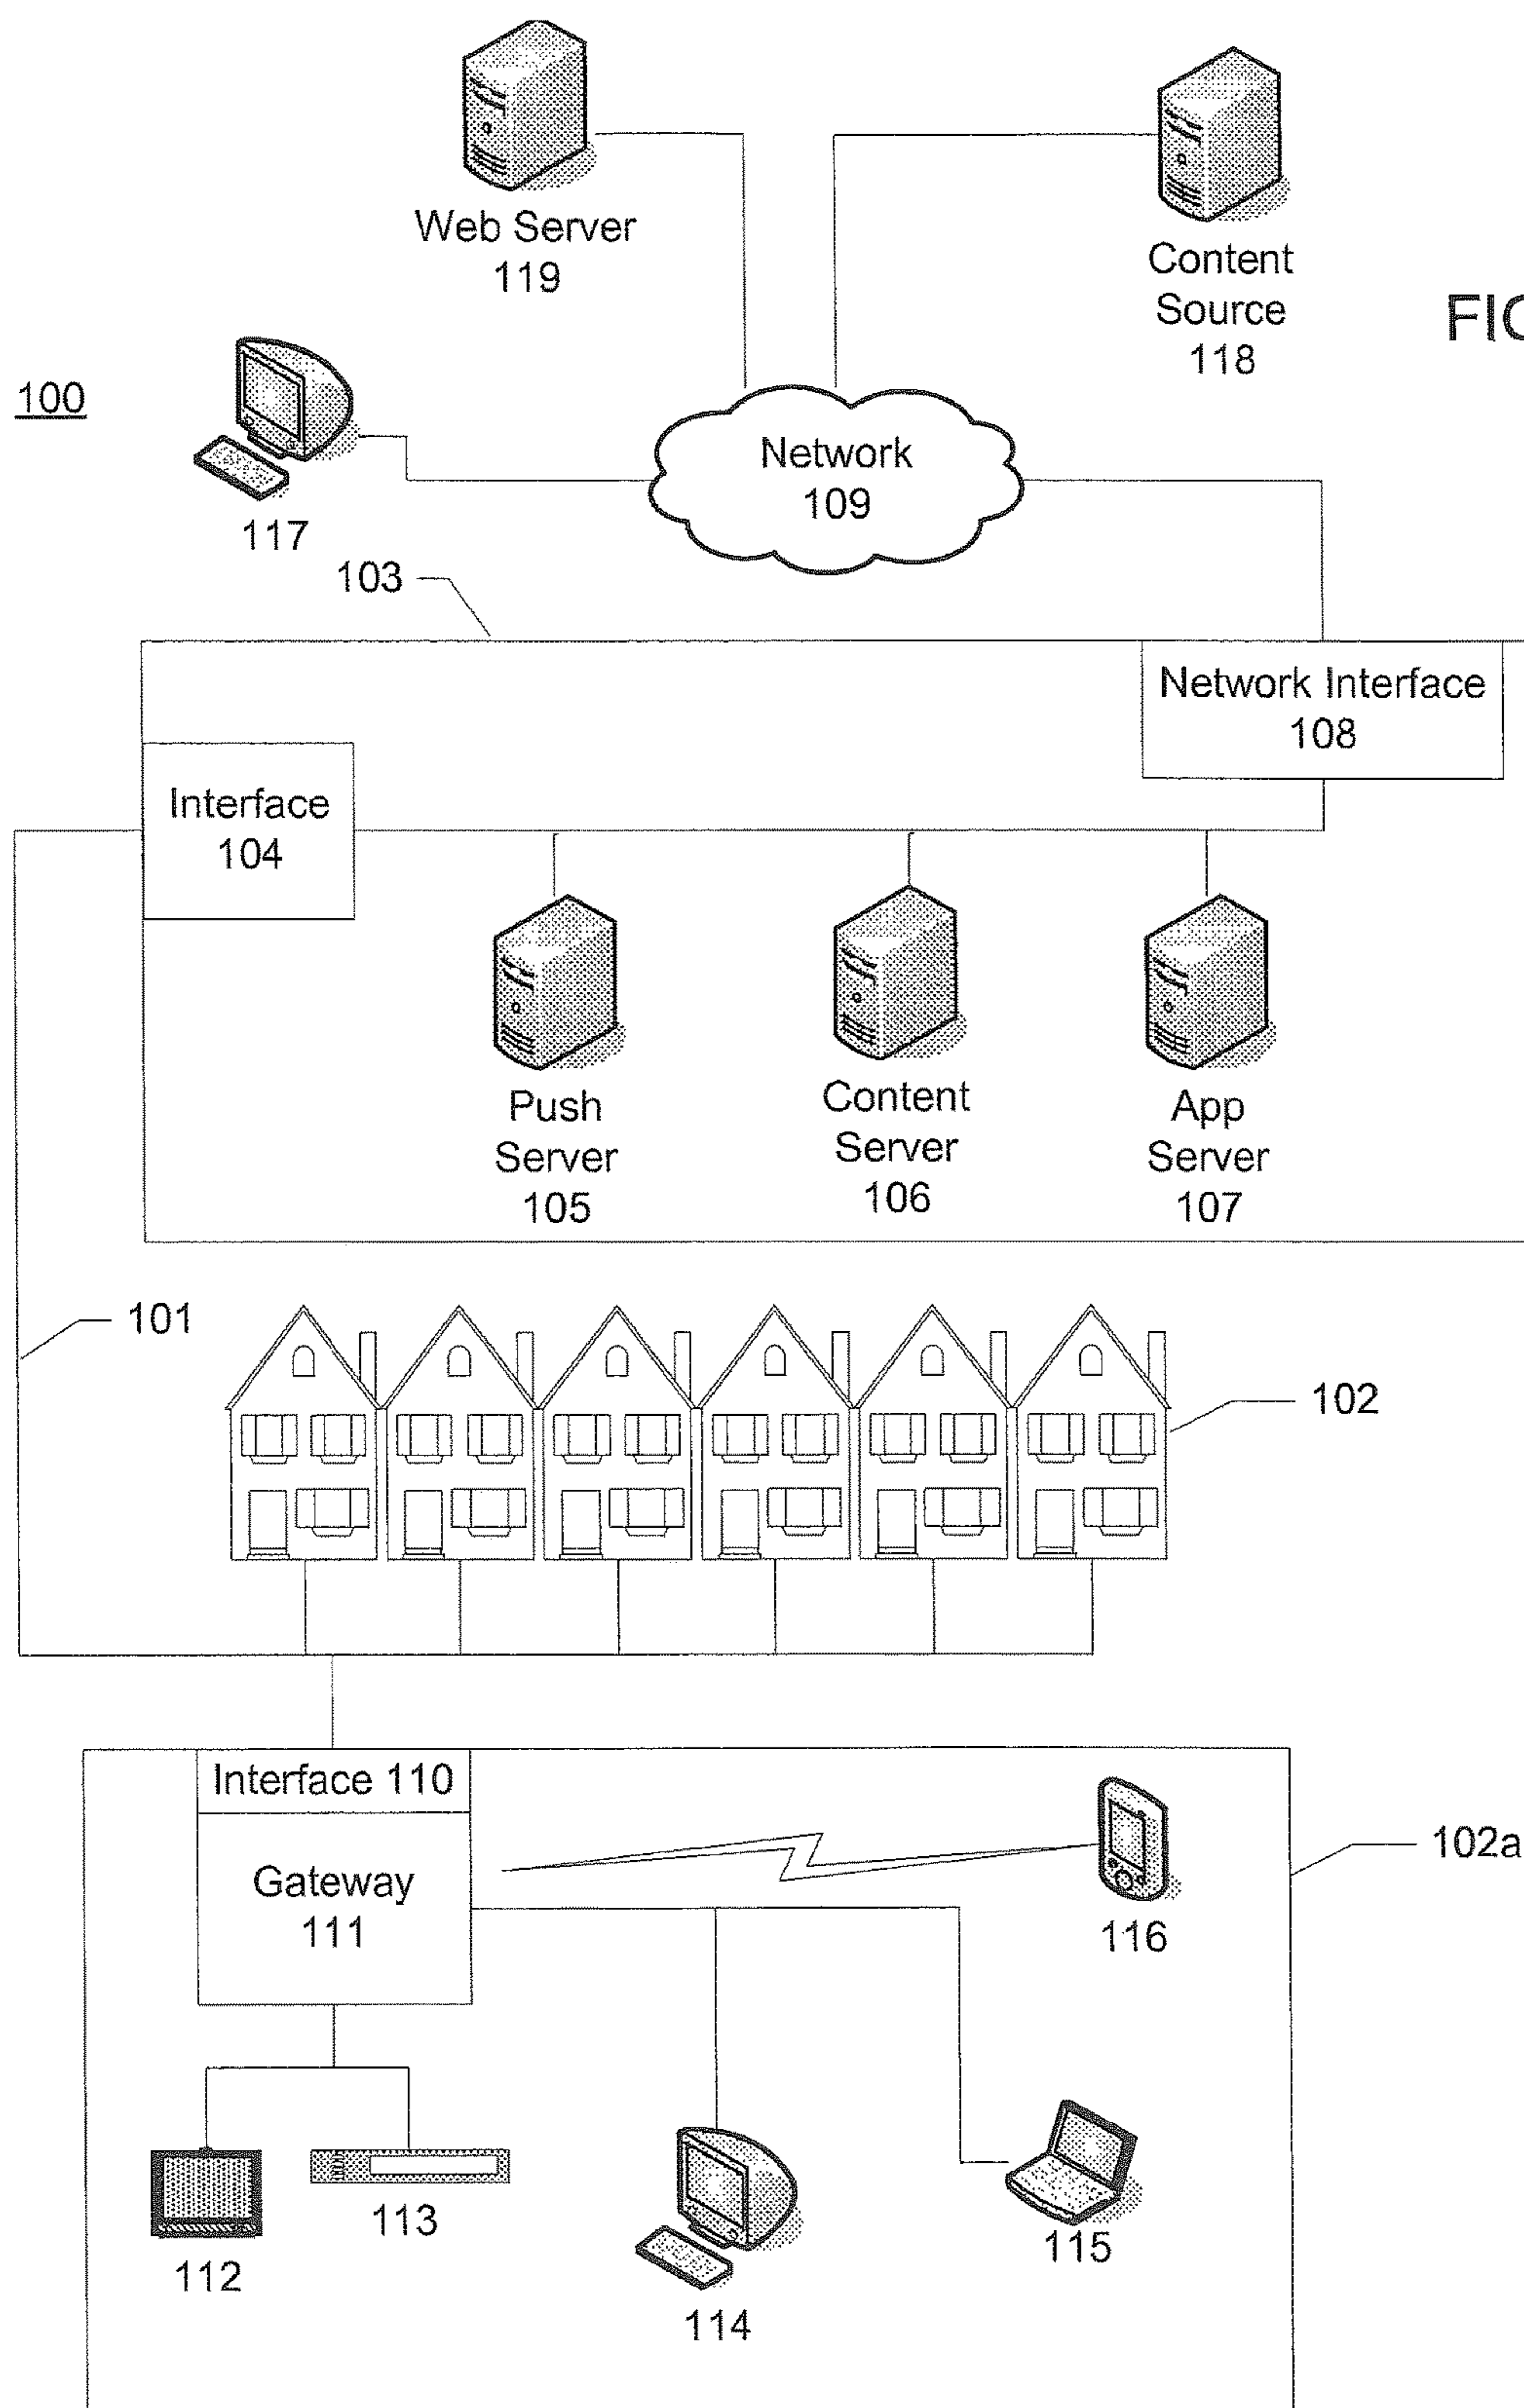 Web Server
119
Content
Source
118
FIG
100
Network
109
117
103
Network Interface
108
Interface
104
Push
Server
105
Content
Server
106
App
Server
107
101
102
Interface 110
Gateway
111
102a
116
112
113
114
115